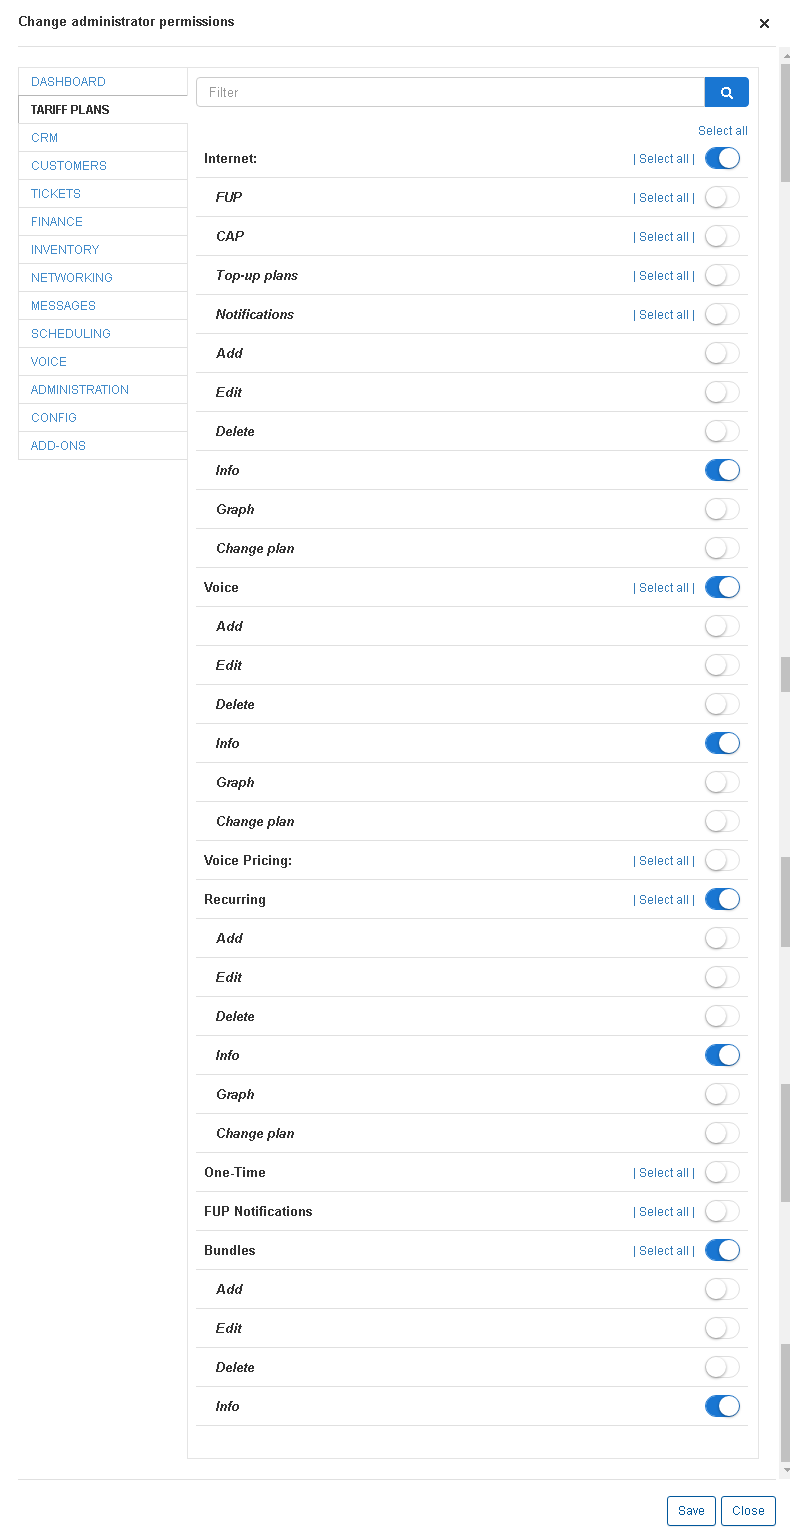 Change administrator permissions
×
DASHBOARD
TARIFF PLANS
CRM
CUSTOMERS
TICKETS
FINANCE
INVENTORY
NETWORKING
MESSAGES
SCHEDULING
VOICE
ADMINISTRATION
CONFIG
ADD-ONS
Filter
Select all
Internet: | Select all |
FUP | Select all |
CAP | Select all |
Top-up plans | Select all |
Notifications | Select all |
Add
Edit
Delete
Info
Graph
Change plan
Voice | Select all |
Add
Edit
Delete
Info
Graph
Change plan
Voice Pricing: | Select all |
Recurring | Select all |
Add
Edit
Delete
Info
Graph
Change plan
One-Time | Select all |
FUP Notifications | Select all |
Bundles | Select all |
Add
Edit
Delete
Info
Save Close